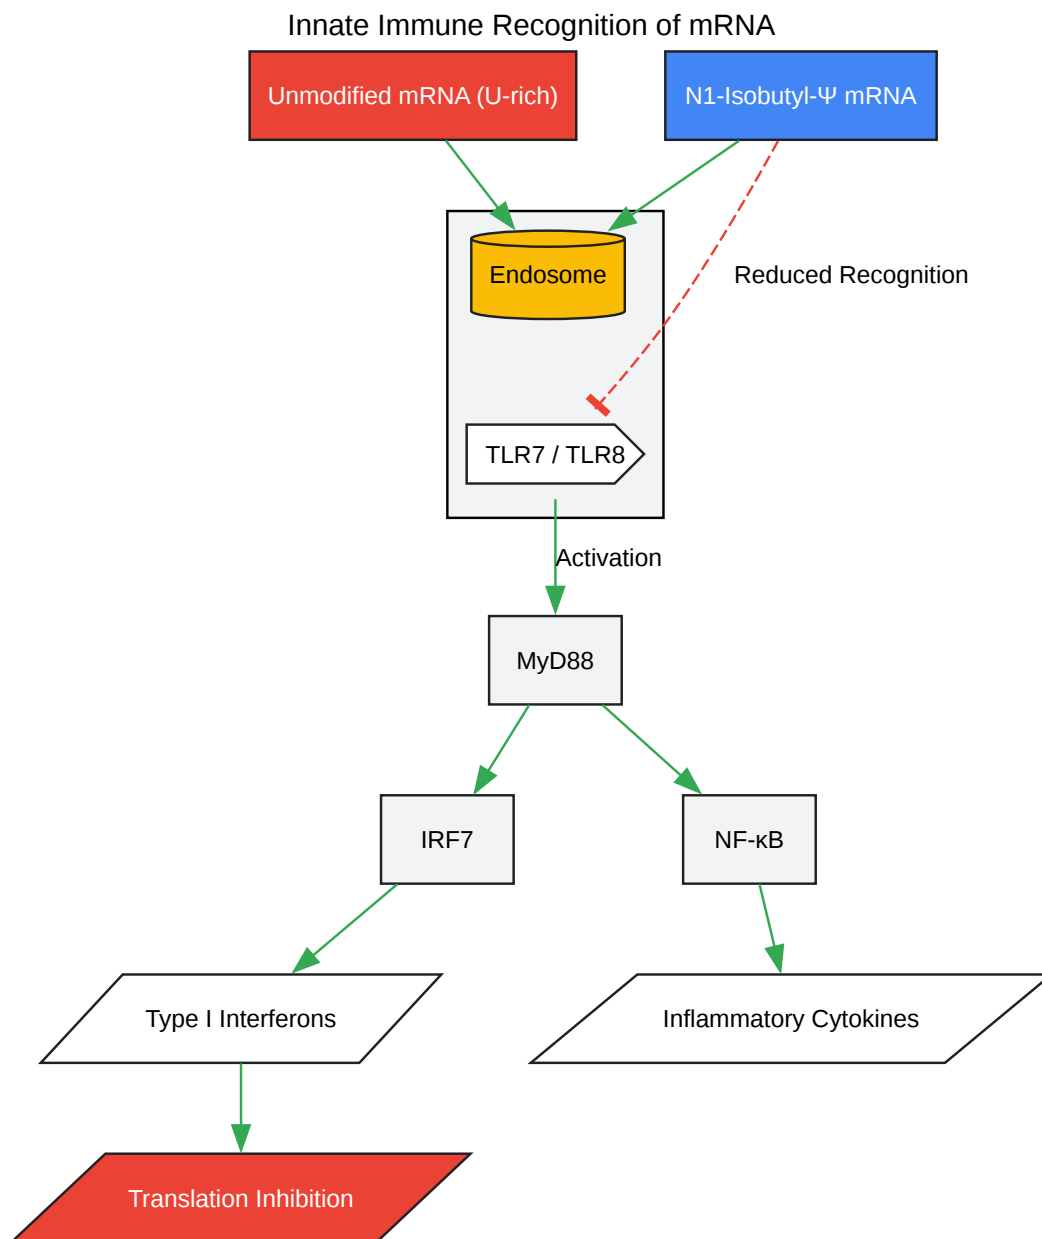 Innate Immune Recognition of mRNA
Unmodified mRNA (U-rich)
N1-Isobutyl-Ψ mRNA
Endosome
Reduced Recognition
TLR7 / TLR8
Activation
MyD88
IRF7
NF-κB
Type I Interferons
Inflammatory Cytokines
Translation Inhibition